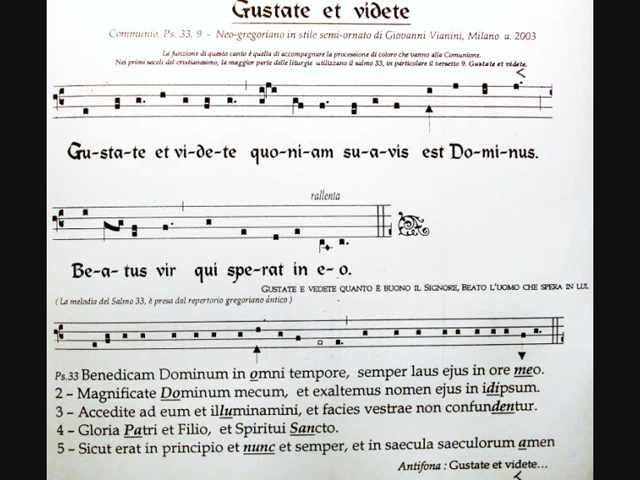 Gustate et videte
Communio, Ps. 33, 9 - Neo-gregoriano in stile semi-ornato di Giovanni Vianini, Milano a. 2003
La funzione di questo canto è quella di accompagnare la processione di coloro che vanno alla Comunione.
Nei primi secoli del cristianesimo, la maggior parte delle liturgie utilizzano il salmo 33, in particolare il versetto 9: Gustate et videte.
Gu-sta-te et vi-de-te quo-ni-am su-a-vis est Do-mi-nus.
rallenta
Be-a-tus vir qui spe-rat in e-o.
GUSTATE E VEDETE QUANTO È BUONO IL SIGNORE, BEATO L'UOMO CHE SPERA IN LUI.
( La melodia del Salmo 33, è presa dal repertorio gregoriano antico )
Ps.33 Benedicam Dominum in omni tempore, semper laus ejus in ore meo.
2 – Magnificate Dominum mecum, et exaltemus nomen ejus in idipsum.
3 – Accedite ad eum et illuminamini, et facies vestrae non confundentur.
4 – Gloria Patri et Filio, et Spiritui Sancto.
5 – Sicut erat in principio et nunc et semper, et in saecula saeculorum amen
Antifona : Gustate et videte...